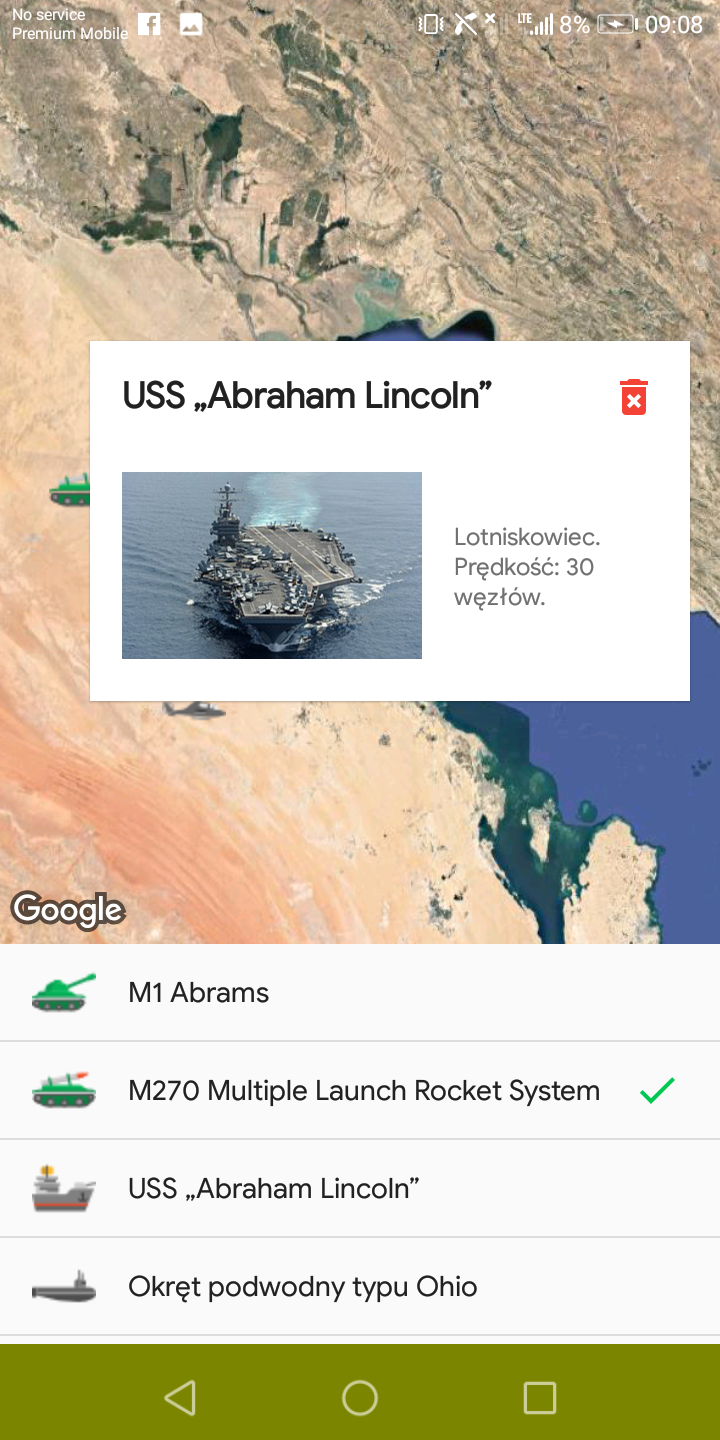 No service
Premium Mobile
LTE 8% 09:08
USS „Abraham Lincoln”
Lotniskowiec.
Prędkość: 30
węzłów.
Google
M1 Abrams
M270 Multiple Launch Rocket System
USS „Abraham Lincoln”
Okręt podwodny typu Ohio